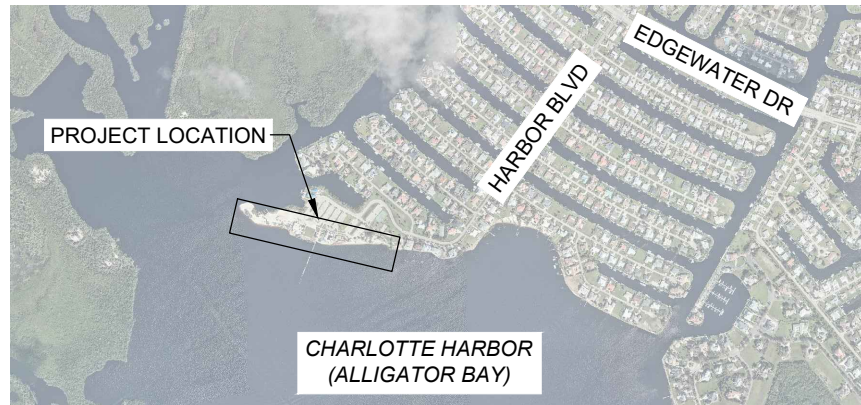 EDGEWATER DR
HARBOR BLVD
PROJECT LOCATION
CHARLOTTE HARBOR
(ALLIGATOR BAY)